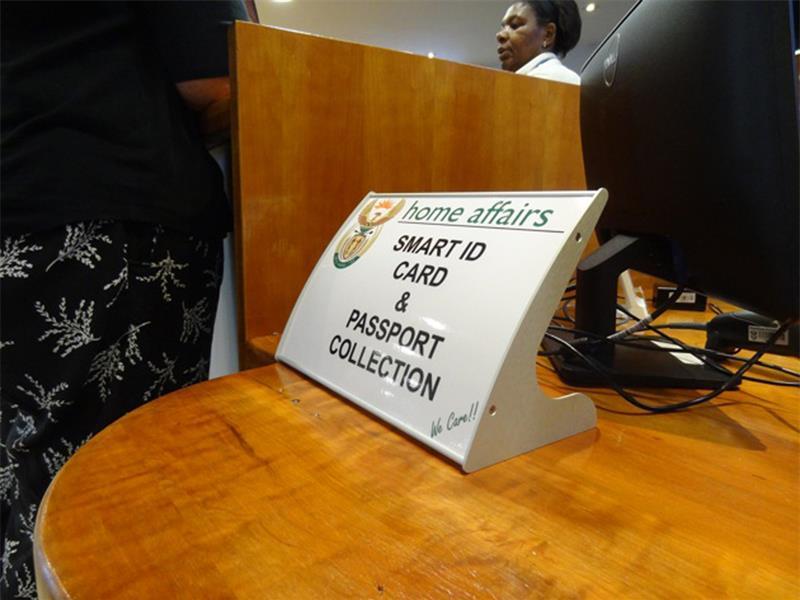 home affairs
SMART ID
CARD
&
PASSPORT
COLLECTION
We Care!!